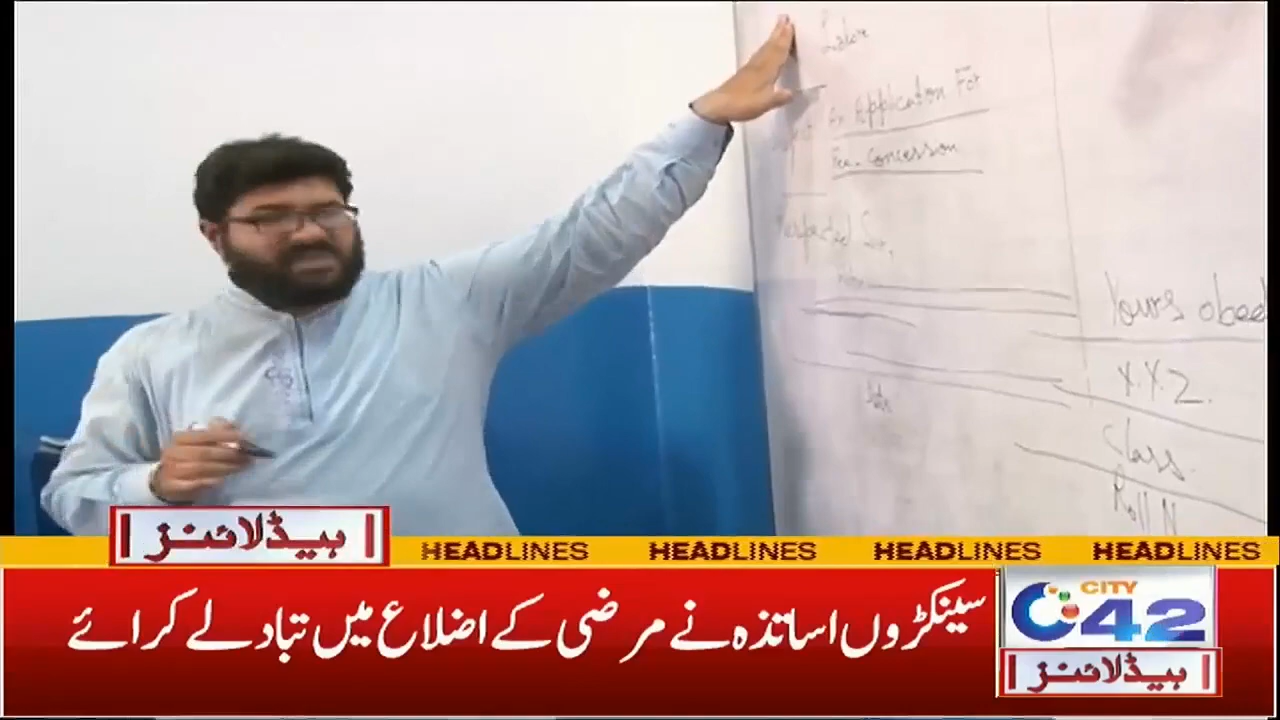 Lahore
An Application For
Fee Concession
Respected Sir,
Yours obed
X.Y.Z.
Class.
Roll N
ہیڈلائنز
HEADLINES HEADLINES HEADLINES HEADLINES
سینکڑوں اساتذہ نے مرضی کے اضلاع میں تبادلے کرائے
CITY
42
ہیڈلائنز